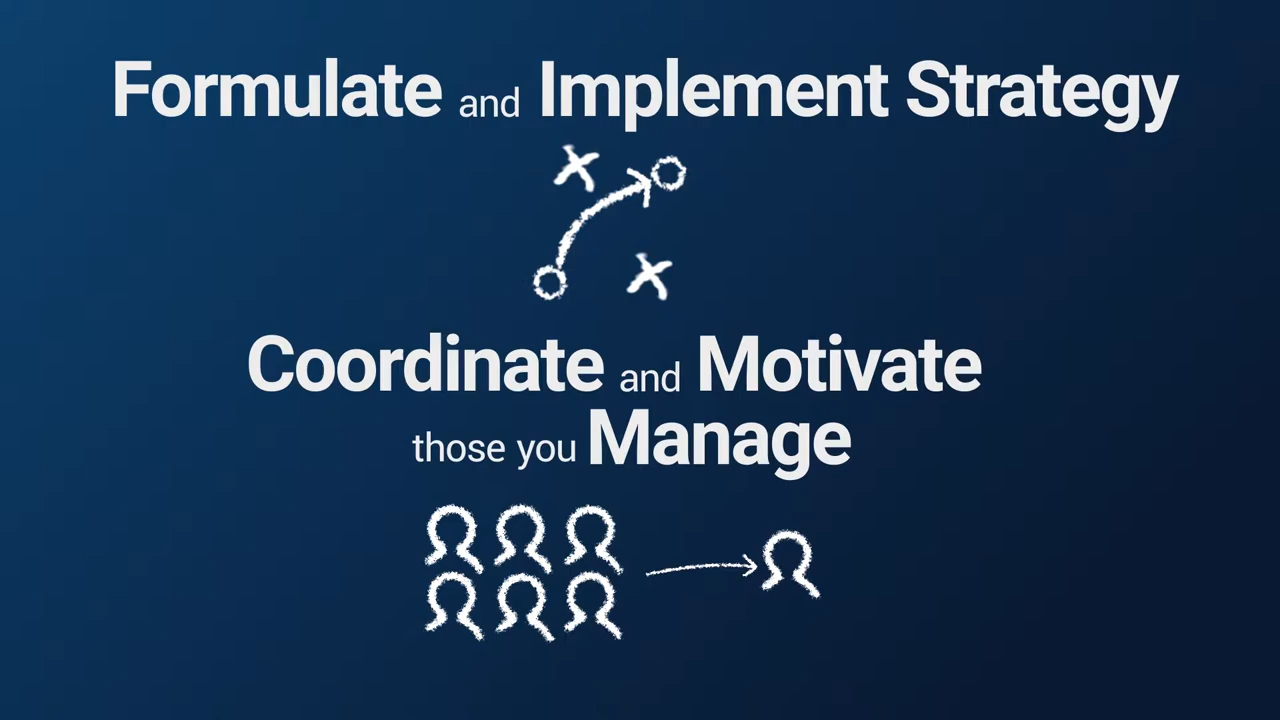 Formulate and Implement Strategy
Coordinate and Motivate
those you Manage